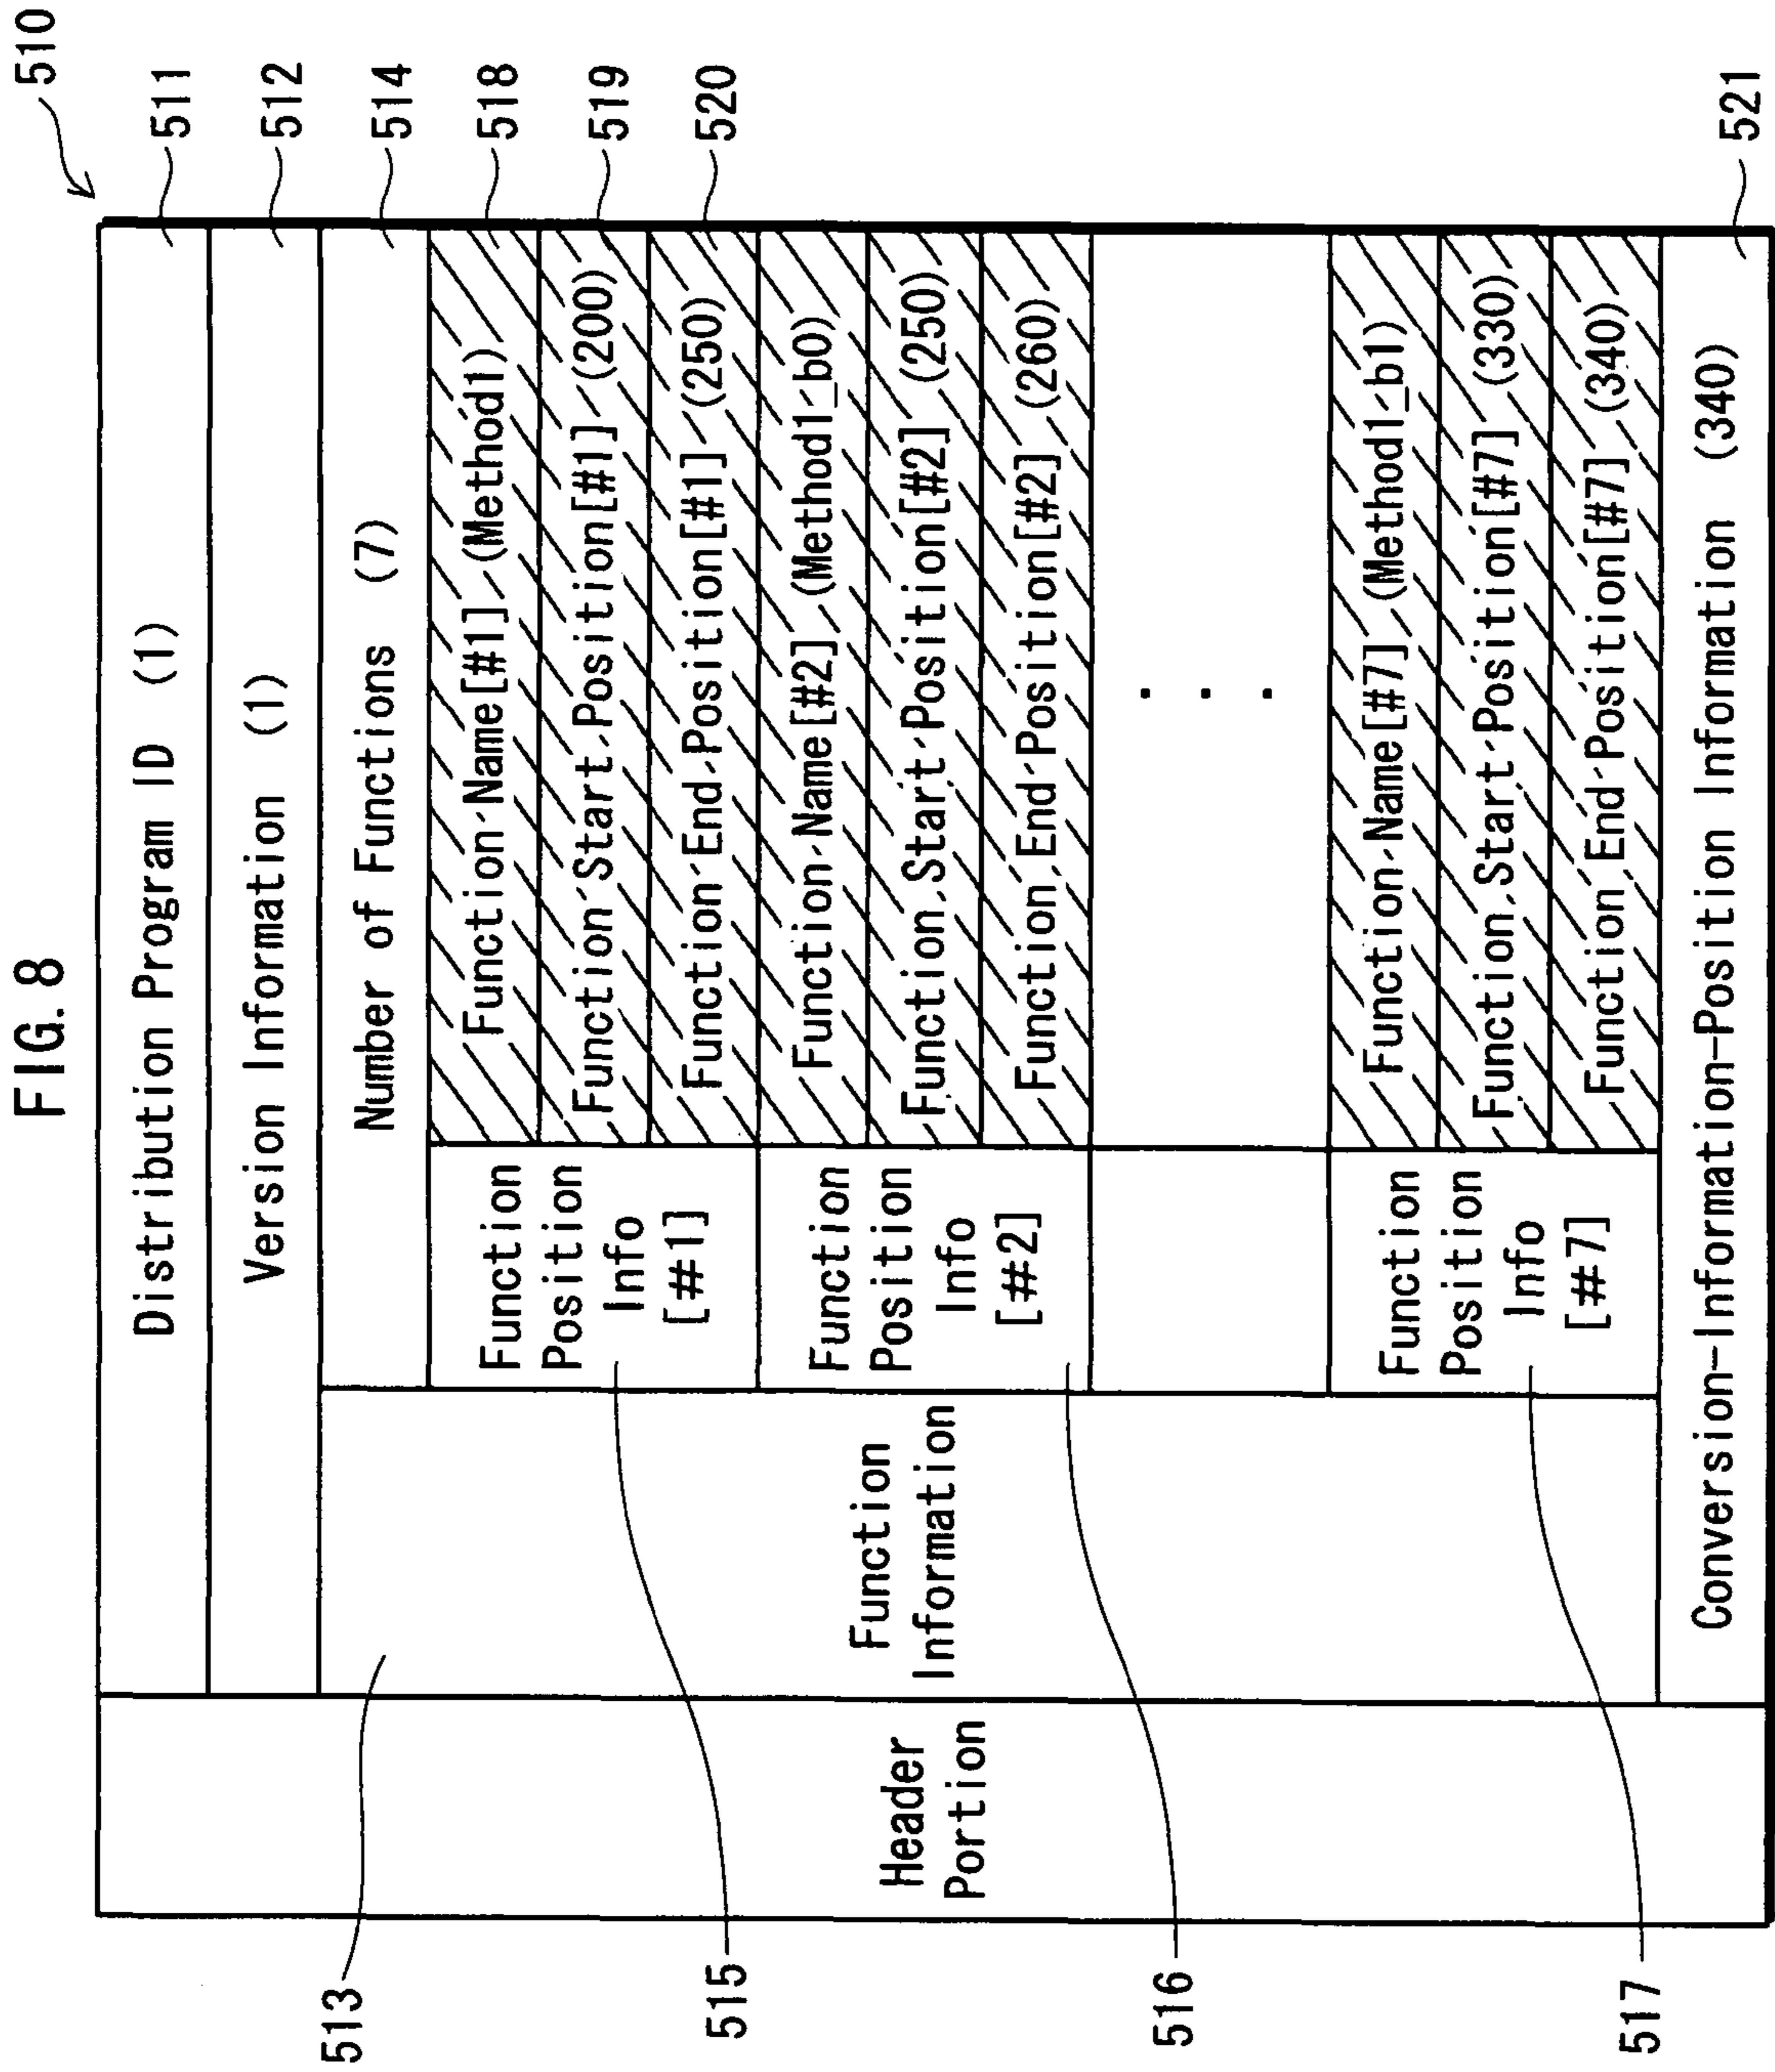 FIG.8
510
Header
Portion
Distribution Program ID (1)
511
Version Information (1)
512
513
Function
Information
Number of Functions (7)
514
515
Function
Position
Info
[#1]
Function Name[#1] (Method1)
518
Function Start Position[#1] (200)
519
Function End Position[#1] (250)
520
516
Function
Position
Info
[#2]
Function Name[#2] (Method1_b0)
Function Start Position[#2] (250)
Function End Position[#2] (260)
. . .
517
Function
Position
Info
[#7]
Function Name[#7] (Method1_b1)
Function Start Position[#7] (330)
Function End Position[#7] (340)
Conversion-Information-Position Information (340)
521